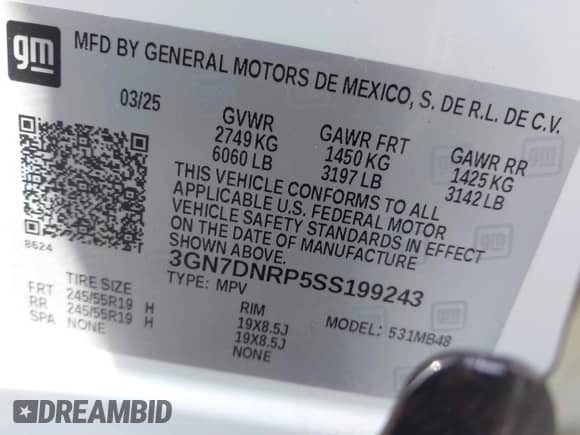 gm
MFD BY GENERAL MOTORS DE MEXICO, S. DE R.L. DE C.V.
03/25
GVWR
2749 KG
6060 LB
GAWR FRT
1450 KG
3197 LB
GAWR RR
1425 KG
3142 LB
THIS VEHICLE CONFORMS TO ALL
APPLICABLE U.S. FEDERAL MOTOR
VEHICLE SAFETY STANDARDS IN EFFECT
ON THE DATE OF MANUFACTURE
SHOWN ABOVE.
8624
3GN7DNRP5SS199243
TYPE: MPV
TIRE SIZE
FRT 245/55R19 H
RR 245/55R19 H
SPA NONE
RIM
19X8.5J
19X8.5J
NONE
MODEL: 531MB48
DREAMBID